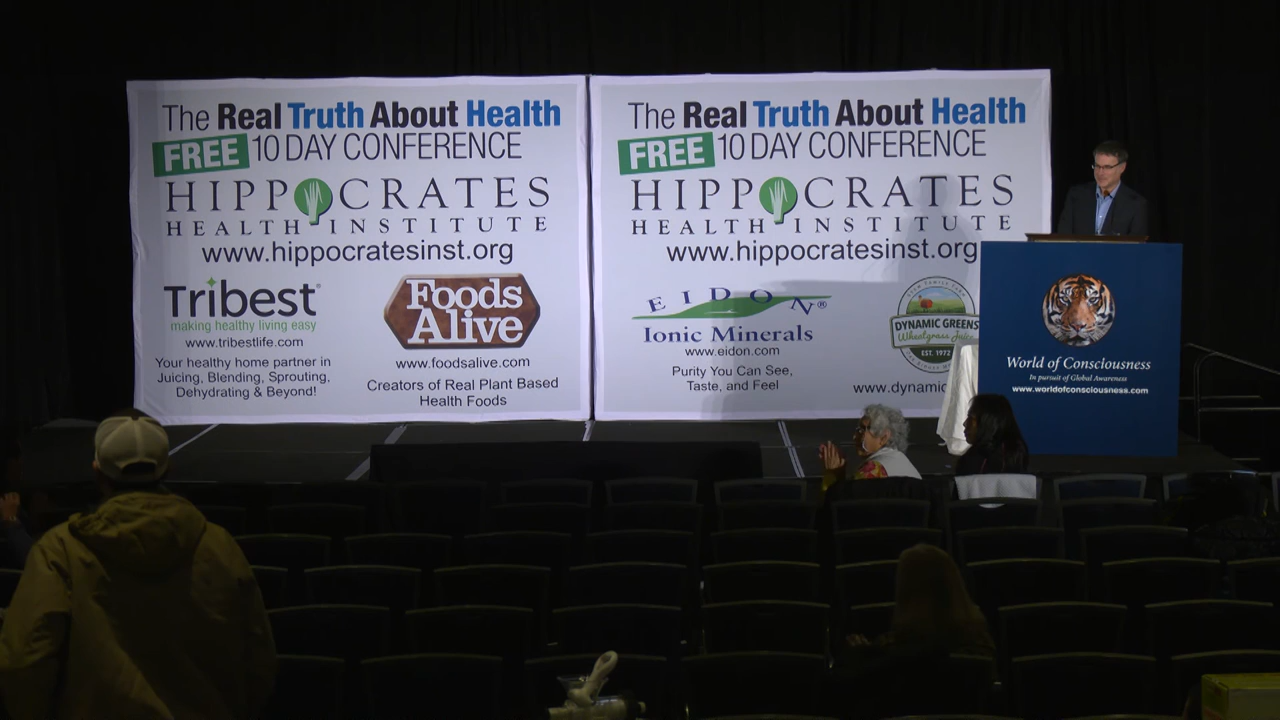 The Real Truth About Health
FREE 10 DAY CONFERENCE
HIPPOCRATES
HEALTH INSTITUTE
www.hippocratesinst.org
Tribest®
making healthy living easy
www.tribestlife.com
Your healthy home partner in
Juicing, Blending, Sprouting,
Dehydrating & Beyond!
Foods
Alive
www.foodsalive.com
Creators of Real Plant Based
Health Foods
The Real Truth About Health
FREE 10 DAY CONFERENCE
HIPPOCRATES
HEALTH INSTITUTE
www.hippocratesinst.org
EIDON®
Ionic Minerals
www.eidon.com
Purity You Can See,
Taste, and Feel
DYNAMIC GREENS
Wheatgrass Juice
EST. 1972
www.dynamic
World of Consciousness
In pursuit of Global Awareness
www.worldofconsciousness.com